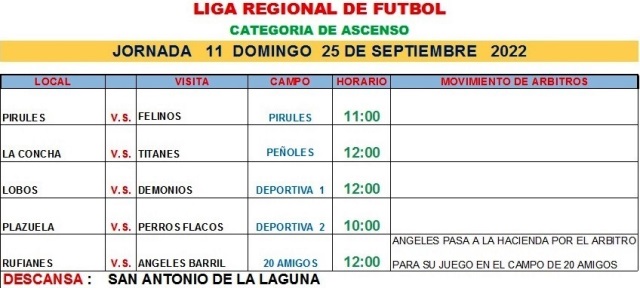 LIGA REGIONAL DE FUTBOL
CATEGORIA DE ASCENSO
JORNADA 11 DOMINGO 25 DE SEPTIEMBRE 2022
LOCAL VISITA CAMPO HORARIO MOVIMIENTO DE ARBITROS
PIRULES V.S. FELINOS PIRULES 11:00
LA CONCHA V.S. TITANES PEÑOLES 12:00
LOBOS V.S. DEMONIOS DEPORTIVA 1 12:00
PLAZUELA V.S. PERROS FLACOS DEPORTIVA 2 10:00
RUFIANES V.S. ANGELES BARRIL 20 AMIGOS 12:00 ANGELES PASA A LA HACIENDA POR EL ARBITRO
PARA SU JUEGO EN EL CAMPO DE 20 AMIGOS
DESCANSA : SAN ANTONIO DE LA LAGUNA